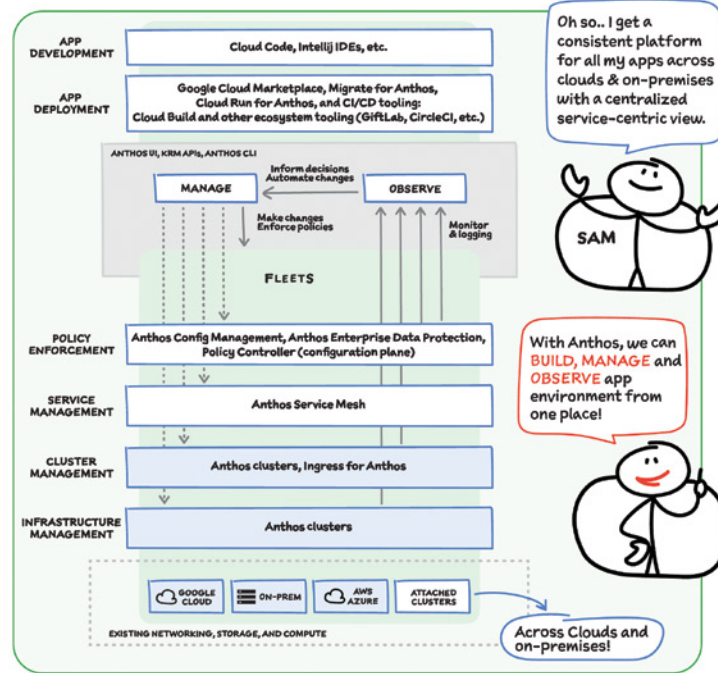 APP
DEVELOPMENT
Cloud Code, Intellij IDEs, etc.
APP
DEPLOYMENT
Google Cloud Marketplace, Migrate for Anthos,
Cloud Run for Anthos, and CI/CD tooling:
Cloud Build and other ecosystem tooling (GiftLab, CircleCI, etc.)
Oh so.. I get a
consistent platform
for all my apps across
clouds & on-premises
with a centralized
service-centric view.
SAM
ANTHOS UI, KRM APIs, ANTHOS CLI
MANAGE
Inform decisions
Automate changes
OBSERVE
Make changes
Enforce policies
Monitor
& logging
FLEETS
POLICY
ENFORCEMENT
Anthos Config Management, Anthos Enterprise Data Protection,
Policy Controller (configuration plane)
SERVICE
MANAGEMENT
Anthos Service Mesh
CLUSTER
MANAGEMENT
Anthos clusters, Ingress for Anthos
INFRASTRUCTURE
MANAGEMENT
Anthos clusters
With Anthos, we can
BUILD, MANAGE and
OBSERVE app
environment from
one place!
GOOGLE
CLOUD
ON-PREM
AWS
AZURE
ATTACHED
CLUSTERS
EXISTING NETWORKING, STORAGE, AND COMPUTE
Across Clouds and
on-premises!